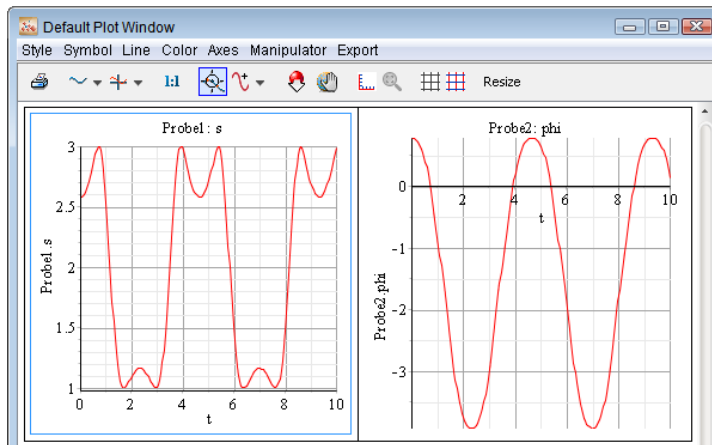 Default Plot Window
Style Symbol Line Color Axes Manipulator Export
1:1 Resize
Probe1: s
3
2.5
2
1.5
1
Probe1.s
0 2 4 6 8 10
t
Probe2: phi
0
-1
-2
-3
Probe2.phi
2 4 6 8 10
t